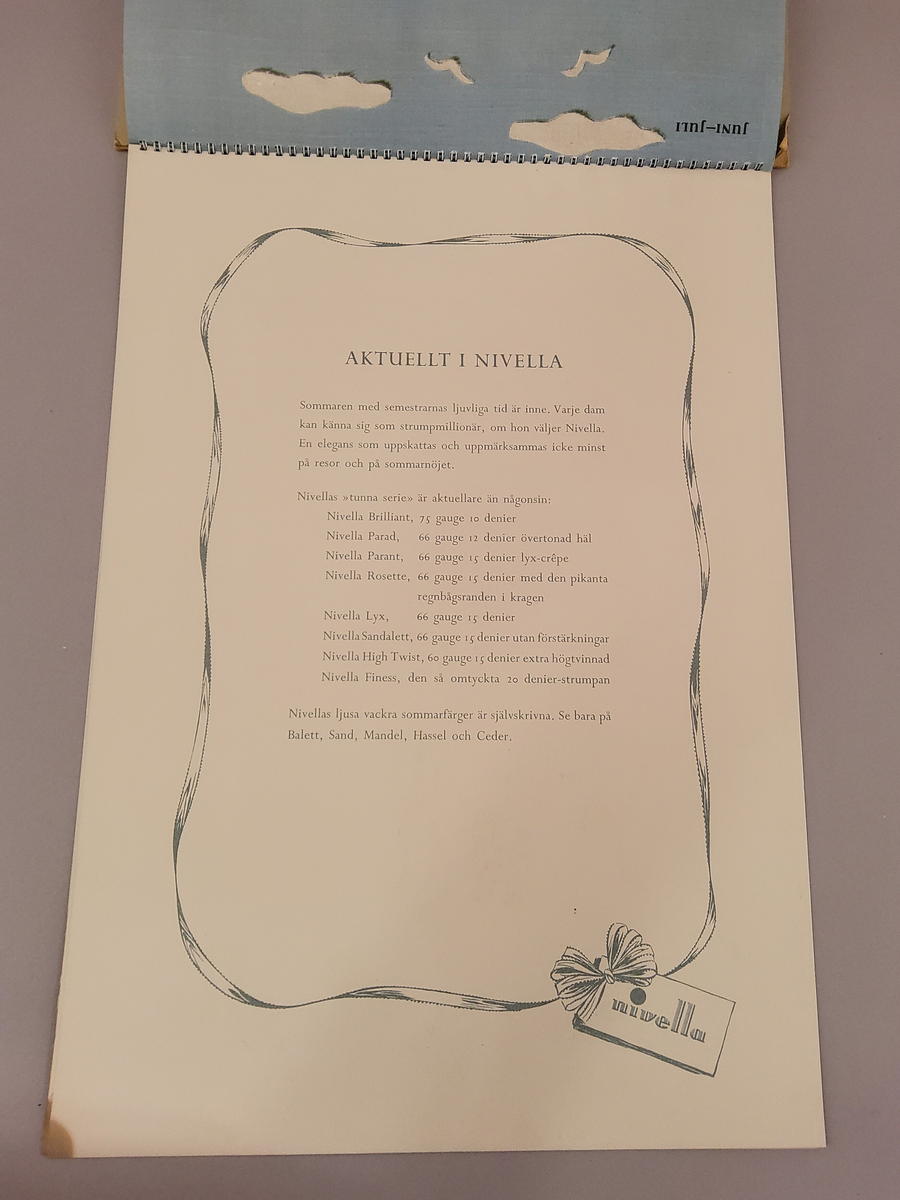 JUNI–JULI
AKTUELLT I NIVELLA
Sommaren med semestrarnas ljuvliga tid är inne. Varje dam
kan känna sig som strumpmillionär, om hon väljer Nivella.
En elegans som uppskattas och uppmärksammas icke minst
på resor och på sommarnöjet.
Nivellas »tunna serie» är aktuellare än någonsin:
Nivella Brilliant, 75 gauge 10 denier
Nivella Parad, 66 gauge 12 denier övertonad häl
Nivella Parant, 66 gauge 15 denier lyx-crêpe
Nivella Rosette, 66 gauge 15 denier med den pikanta
regnbågsranden i kragen
Nivella Lyx, 66 gauge 15 denier
Nivella Sandalett, 66 gauge 15 denier utan förstärkningar
Nivella High Twist, 60 gauge 15 denier extra högtvinnad
Nivella Finess, den så omtyckta 20 denier-strumpan
Nivellas ljusa vackra sommarfärger är självskrivna. Se bara på
Balett, Sand, Mandel, Hassel och Ceder.
nivella